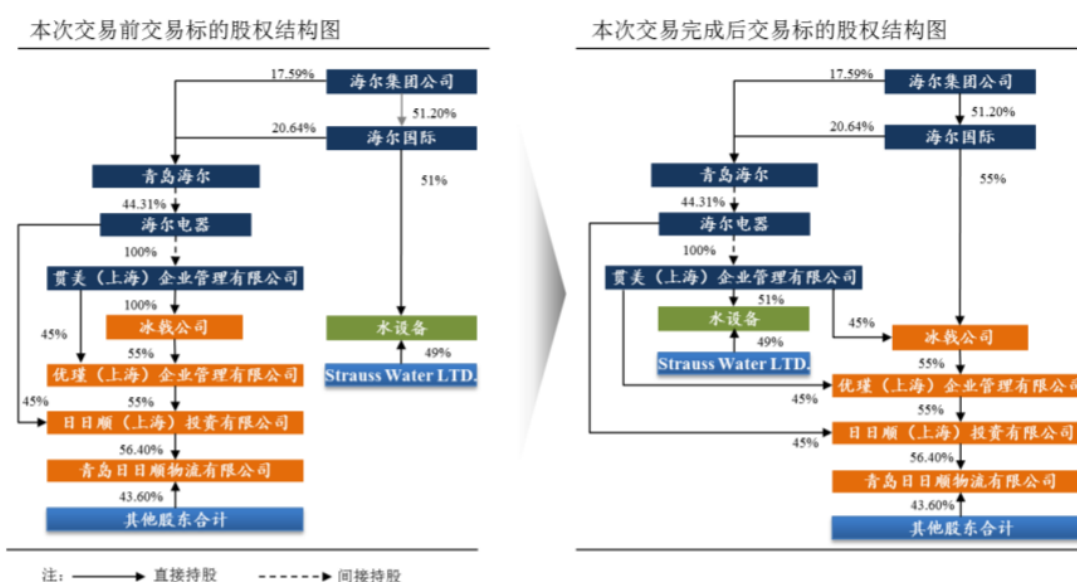 本次交易前交易标的股权结构图
17.59%
海尔集团公司
51.20%
20.64%
海尔国际
青岛海尔
51%
44.31%
海尔电器
100%
贯美（上海）企业管理有限公司
100%
45%
冰戟公司
水设备
55%
49%
优瑾（上海）企业管理有限公司
Strauss Water LTD.
45%
55%
日日顺（上海）投资有限公司
56.40%
青岛日日顺物流有限公司
43.60%
其他股东合计
注：
直接持股
间接持股
本次交易完成后交易标的股权结构图
17.59%
海尔集团公司
51.20%
20.64%
海尔国际
青岛海尔
55%
44.31%
海尔电器
100%
贯美（上海）企业管理有限公司
51%
水设备
45%
冰戟公司
49%
Strauss Water LTD.
55%
优瑾（上海）企业管理有限公司
45%
55%
日日顺（上海）投资有限公司
45%
56.40%
青岛日日顺物流有限公司
43.60%
其他股东合计